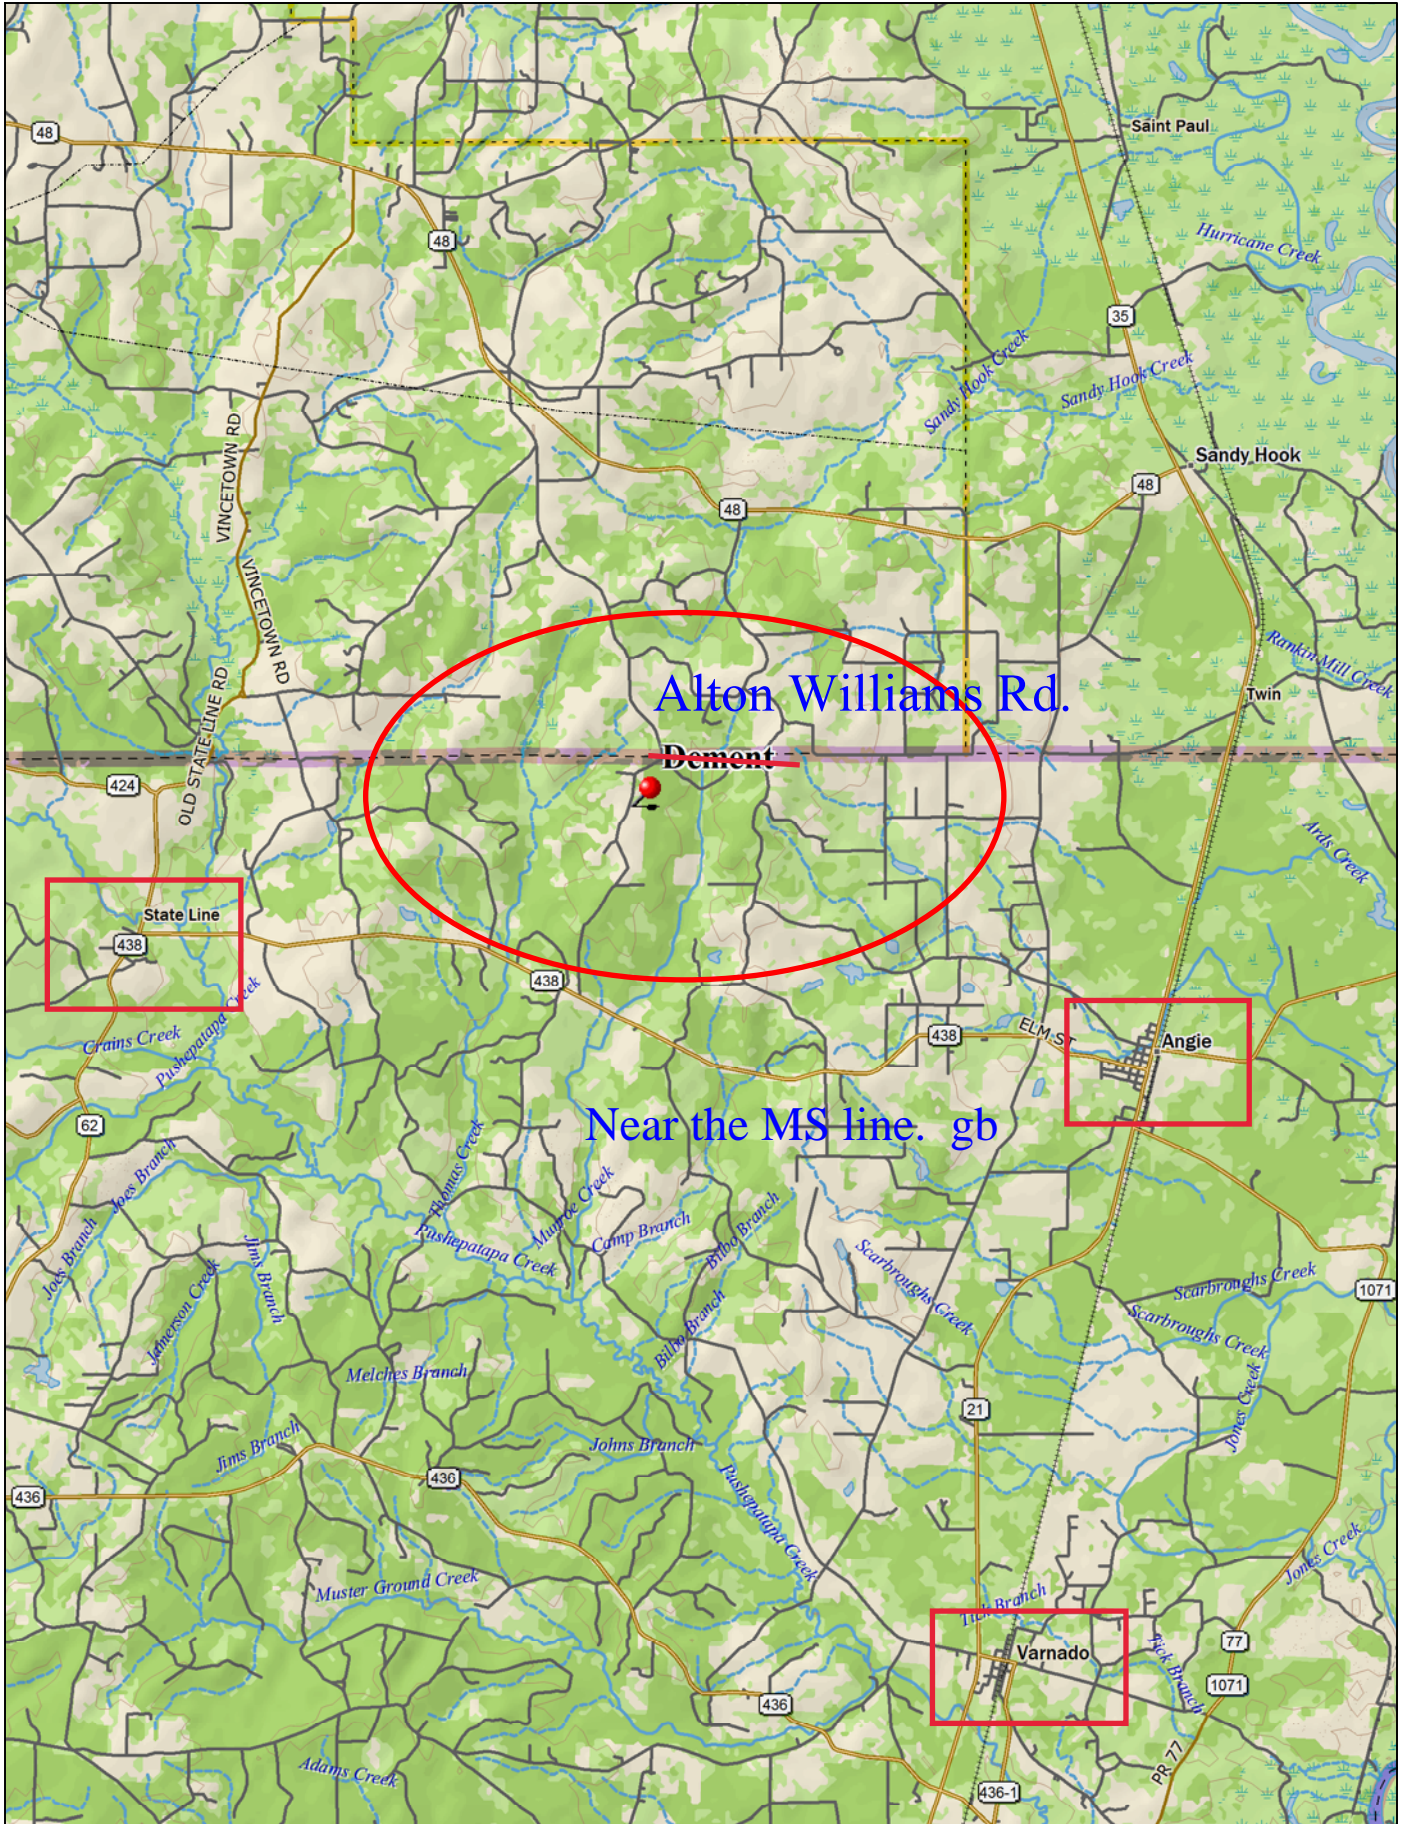 48
Saint Paul
48
Hurricane Creek
35
Sandy Hook Creek
Sandy Hook Creek
VINCETOWN RD
Sandy Hook
48
48
VINCETOWN RD
Rankin Mill Creek
OLD STATE LINE RD
Alton Williams Rd.
Twin
Dement
424
Ards Creek
State Line
438
438
Pushepatapa Creek
Crains Creek
438
ELM ST
Angie
62
Near the MS line. gb
Joes Branch
Thomas Creek
Munroe Creek
Joes Branch
Jims Branch
Pushepatapa Creek
Camp Branch
Bilbo Branch
Scarbroughs Creek
Scarbroughs Creek
1071
Jamerson Creek
Bilbo Branch
Scarbroughs Creek
Melches Branch
Jones Creek
21
Jims Branch
Johns Branch
436
436
Pushepatapa Creek
Jones Creek
Muster Ground Creek
Tick Branch
77
Varnado
Tick Branch
1071
436
Adams Creek
PR 77
436-1